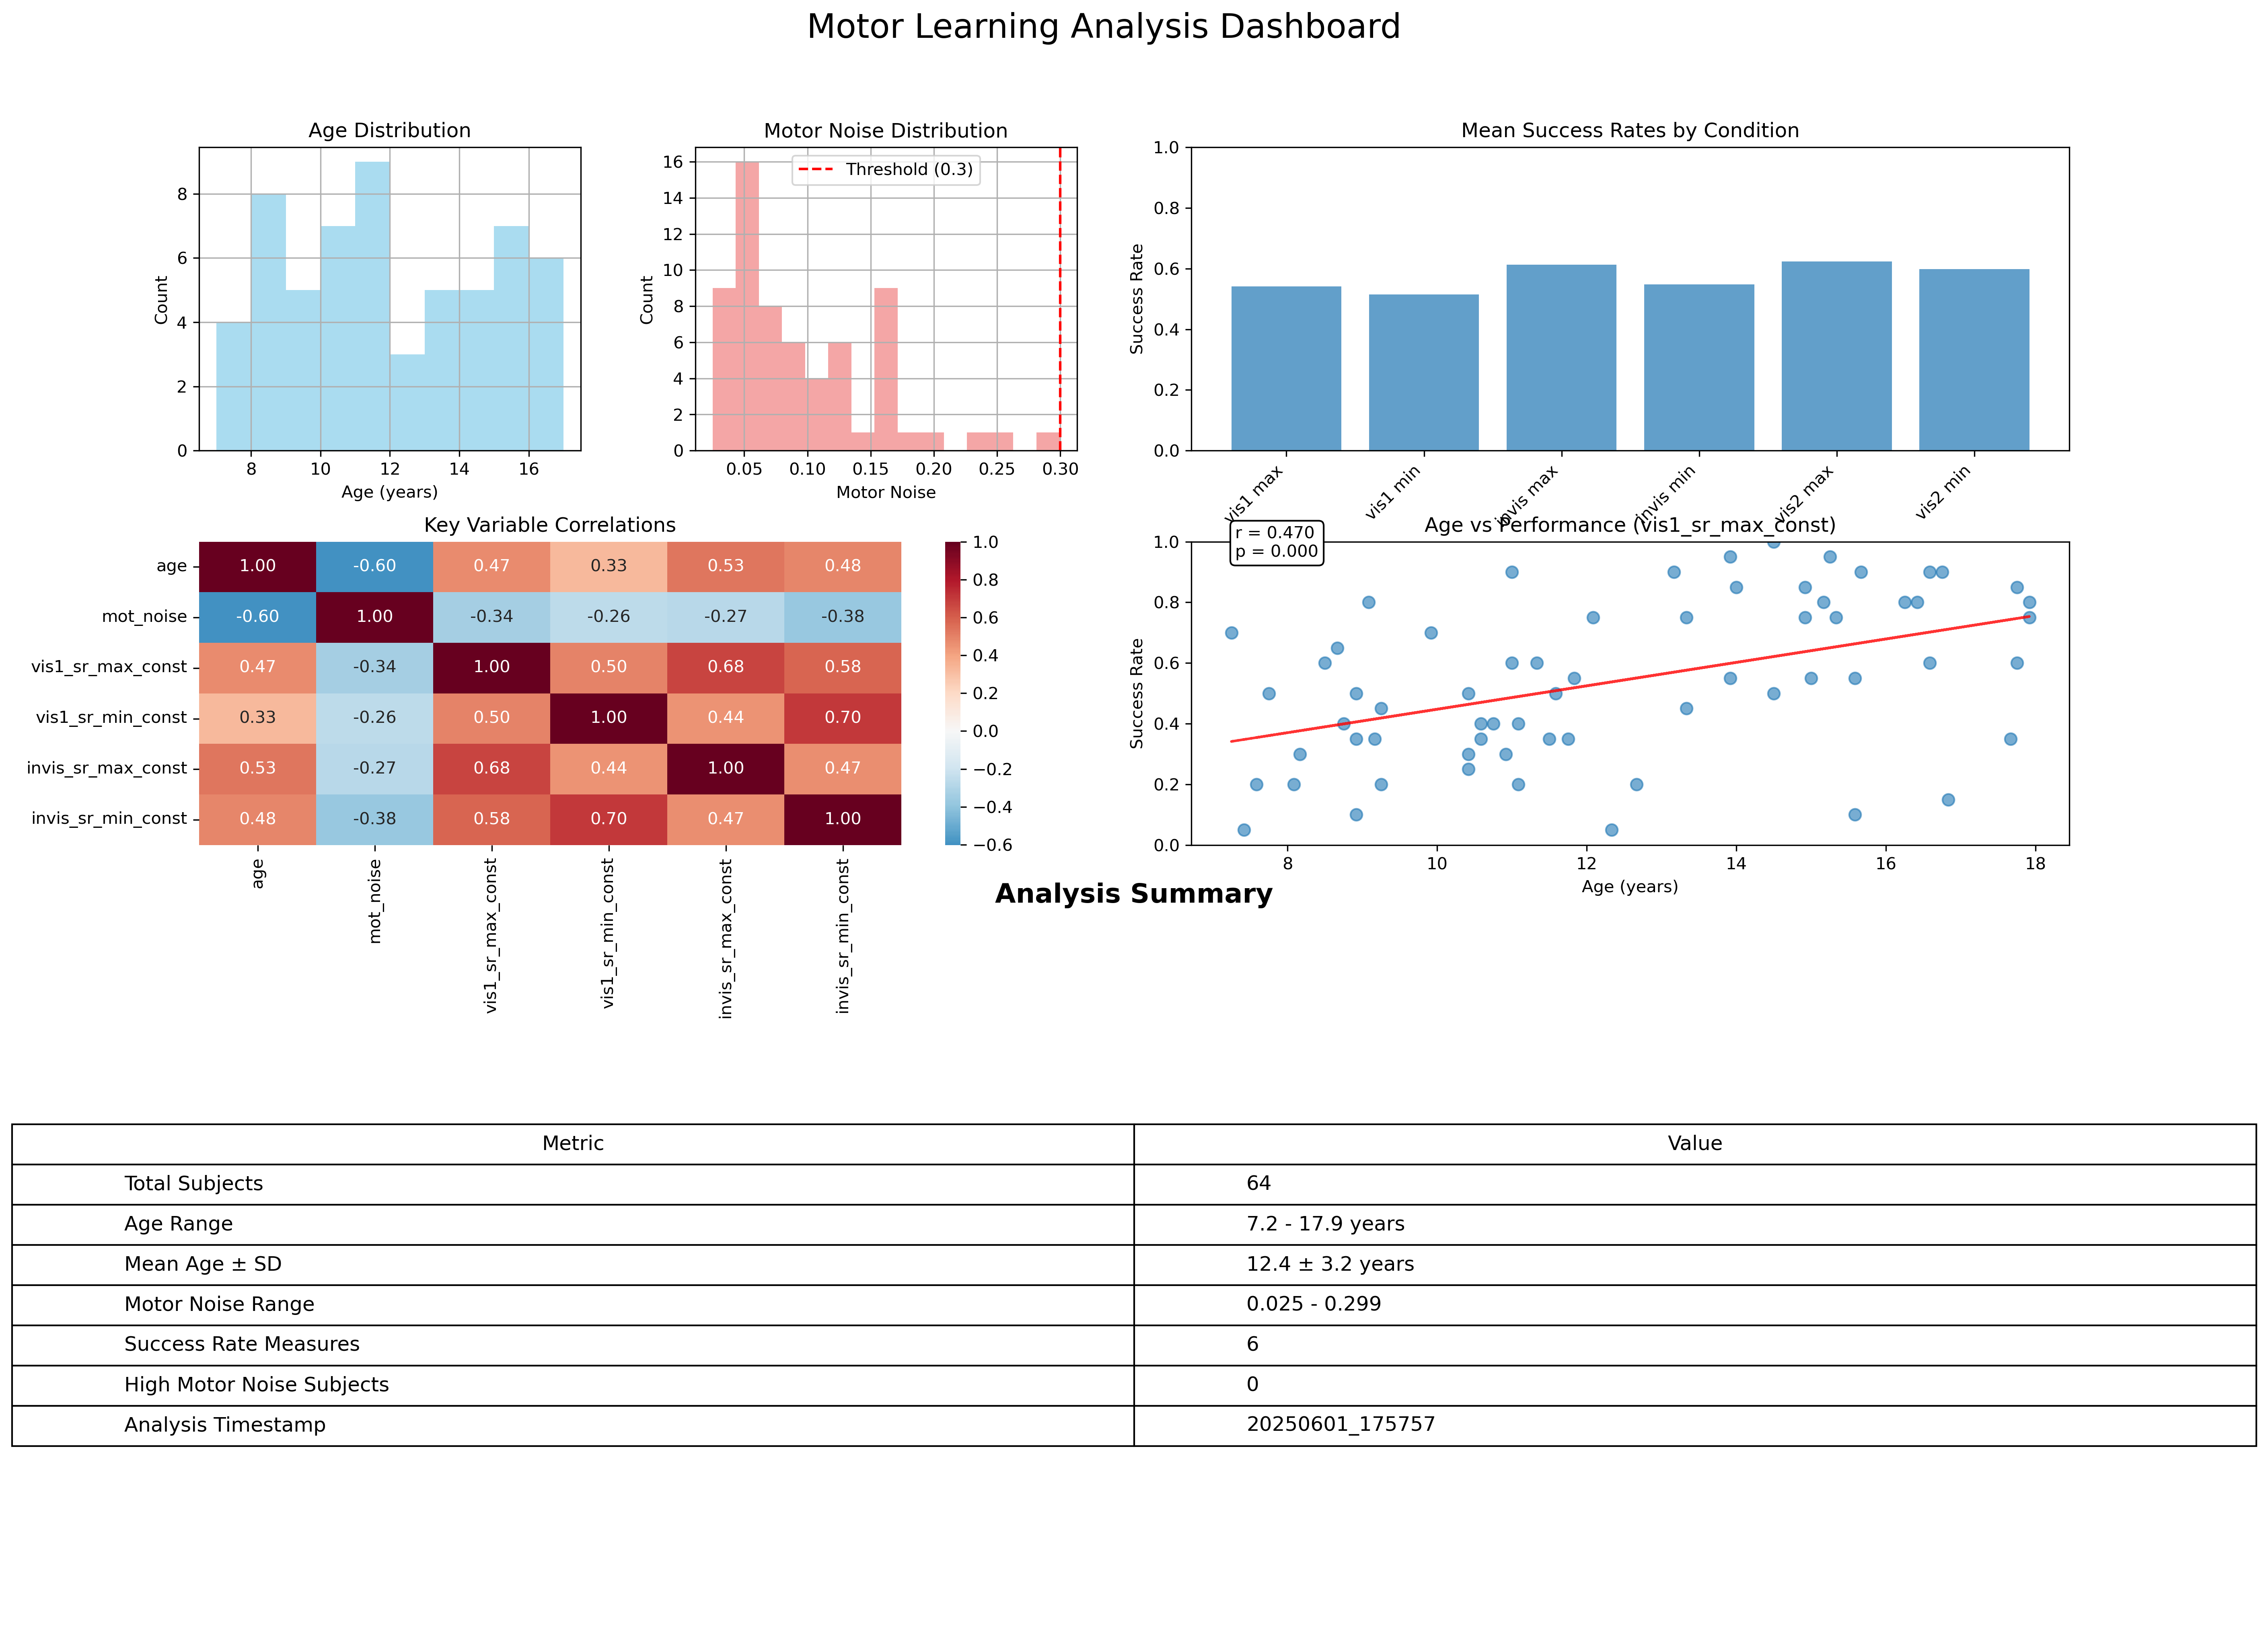 Motor Learning Analysis Dashboard
Age Distribution
Count
8
6
4
2
0
8 10 12 14 16
Age (years)
Motor Noise Distribution
Threshold (0.3)
Count
16
14
12
10
8
6
4
2
0
0.05 0.10 0.15 0.20 0.25 0.30
Motor Noise
Mean Success Rates by Condition
Success Rate
1.0
0.8
0.6
0.4
0.2
0.0
vis1 max
vis1 min
invis max
invis min
vis2 max
vis2 min
Key Variable Correlations
age 1.00 -0.60 0.47 0.33 0.53 0.48
mot_noise -0.60 1.00 -0.34 -0.26 -0.27 -0.38
vis1_sr_max_const 0.47 -0.34 1.00 0.50 0.68 0.58
vis1_sr_min_const 0.33 -0.26 0.50 1.00 0.44 0.70
invis_sr_max_const 0.53 -0.27 0.68 0.44 1.00 0.47
invis_sr_min_const 0.48 -0.38 0.58 0.70 0.47 1.00
age
mot_noise
vis1_sr_max_const
vis1_sr_min_const
invis_sr_max_const
invis_sr_min_const
1.0
0.8
0.6
0.4
0.2
0.0
−0.2
−0.4
−0.6
Age vs Performance (vis1_sr_max_const)
r = 0.470
p = 0.000
Success Rate
1.0
0.8
0.6
0.4
0.2
0.0
8 10 12 14 16 18
Age (years)
Analysis Summary
Metric Value
Total Subjects 64
Age Range 7.2 - 17.9 years
Mean Age ± SD 12.4 ± 3.2 years
Motor Noise Range 0.025 - 0.299
Success Rate Measures 6
High Motor Noise Subjects 0
Analysis Timestamp 20250601_175757